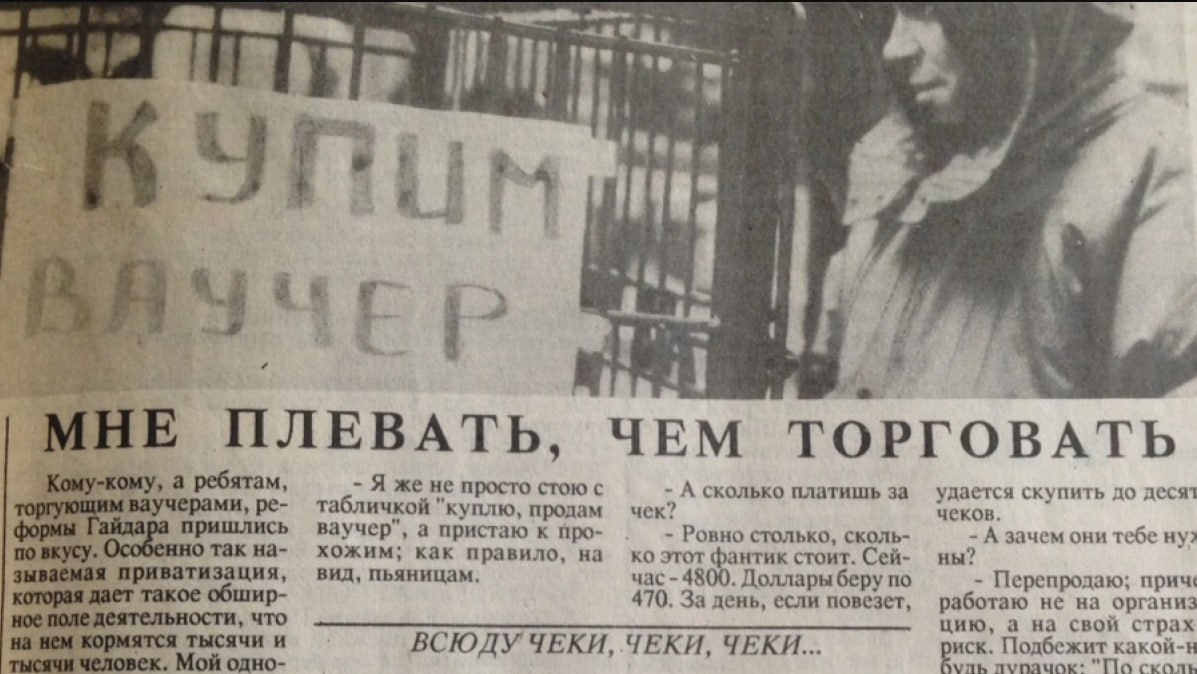 КУПИМ
ВАУЧЕР
МНЕ ПЛЕВАТЬ, ЧЕМ ТОРГОВАТЬ
Кому-кому, а ребятам,
торгующим ваучерами, ре-
формы Гайдара пришлись
по вкусу. Особенно так на-
зываемая приватизация,
которая дает такое обшир-
ное поле деятельности, что
на нем кормятся тысячи и
тысячи человек. Мой одно-
- Я же не просто стою с
табличкой "куплю, продам
ваучер", а пристаю к про-
хожим; как правило, на
вид, пьяницам.
- А сколько платишь за
чек?
- Ровно столько, сколь-
ко этот фантик стоит. Сей-
час - 4800. Доллары беру по
470. За день, если повезет,
ВСЮДУ ЧЕКИ, ЧЕКИ, ЧЕКИ...
удается скупить до десят
чеков.
- А зачем они тебе нуж
ны?
- Перепродаю; приче
работаю не на организ
цию, а на свой страх
риск. Подбежит какой-н
будь дурачок: "По сколь